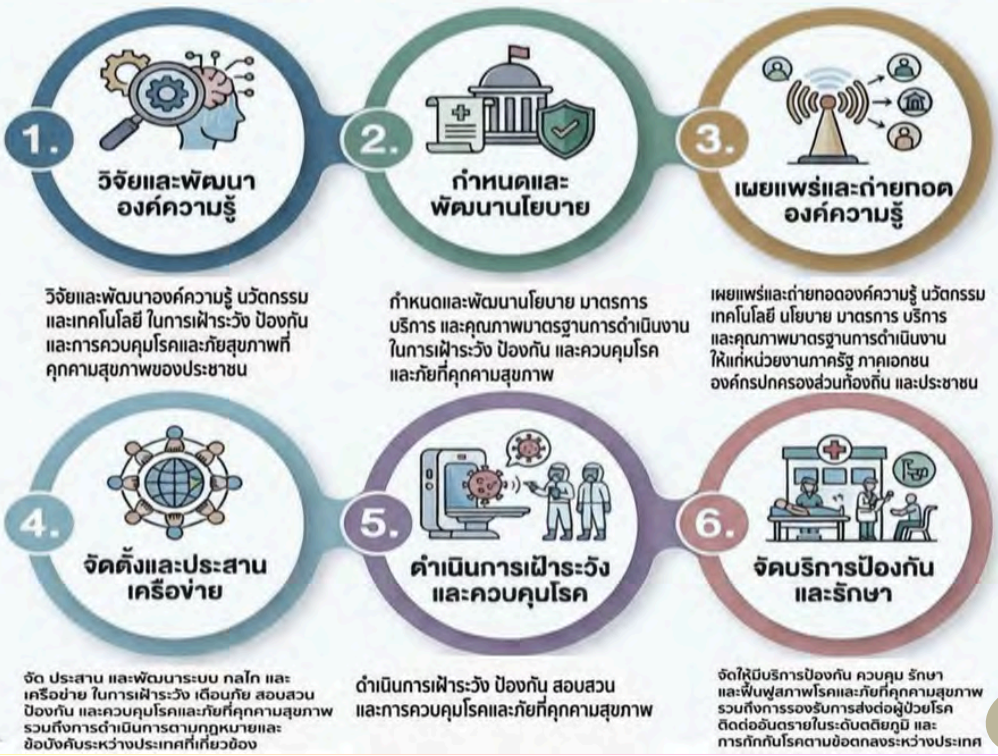 1.
วิจัยและพัฒนา
องค์ความรู้
วิจัยและพัฒนาองค์ความรู้ นวัตกรรม
และเทคโนโลยี ในการเฝ้าระวัง ป้องกัน
และการควบคุมโรคและภัยสุขภาพที่
คุกคามสุขภาพของประชาชน
2.
กำหนดและ
พัฒนานโยบาย
กำหนดและพัฒนานโยบาย มาตรการ
บริการ และคุณภาพมาตรฐานการดำเนินงาน
ในการเฝ้าระวัง ป้องกัน และควบคุมโรค
และภัยที่คุกคามสุขภาพ
3.
เผยแพร่และถ่ายทอด
องค์ความรู้
เผยแพร่และถ่ายทอดองค์ความรู้ นวัตกรรม
เทคโนโลยี นโยบาย มาตรการ บริการ
และคุณภาพมาตรฐานการดำเนินงาน
ให้แก่หน่วยงานภาครัฐ ภาคเอกชน
องค์กรปกครองส่วนท้องถิ่น และประชาชน
4.
จัดตั้งและประสาน
เครือข่าย
จัด ประสาน และพัฒนาระบบ กลไก และ
เครือข่าย ในการเฝ้าระวัง เตือนภัย สอบสวน
ป้องกัน และควบคุมโรคและภัยที่คุกคามสุขภาพ
รวมถึงการดำเนินการตามกฎหมายและ
ข้อบังคับระหว่างประเทศที่เกี่ยวข้อง
5.
ดำเนินการเฝ้าระวัง
และควบคุมโรค
ดำเนินการเฝ้าระวัง ป้องกัน สอบสวน
และการควบคุมโรคและภัยที่คุกคามสุขภาพ
6.
จัดบริการป้องกัน
และรักษา
จัดให้มีบริการป้องกัน ควบคุม รักษา
และฟื้นฟูสภาพโรคและภัยที่คุกคามสุขภาพ
รวมถึงการรองรับการส่งต่อผู้ป่วยโรค
ติดต่ออันตรายในระดับตติยภูมิ และ
การกักกันโรคตามข้อตกลงระหว่างประเทศ